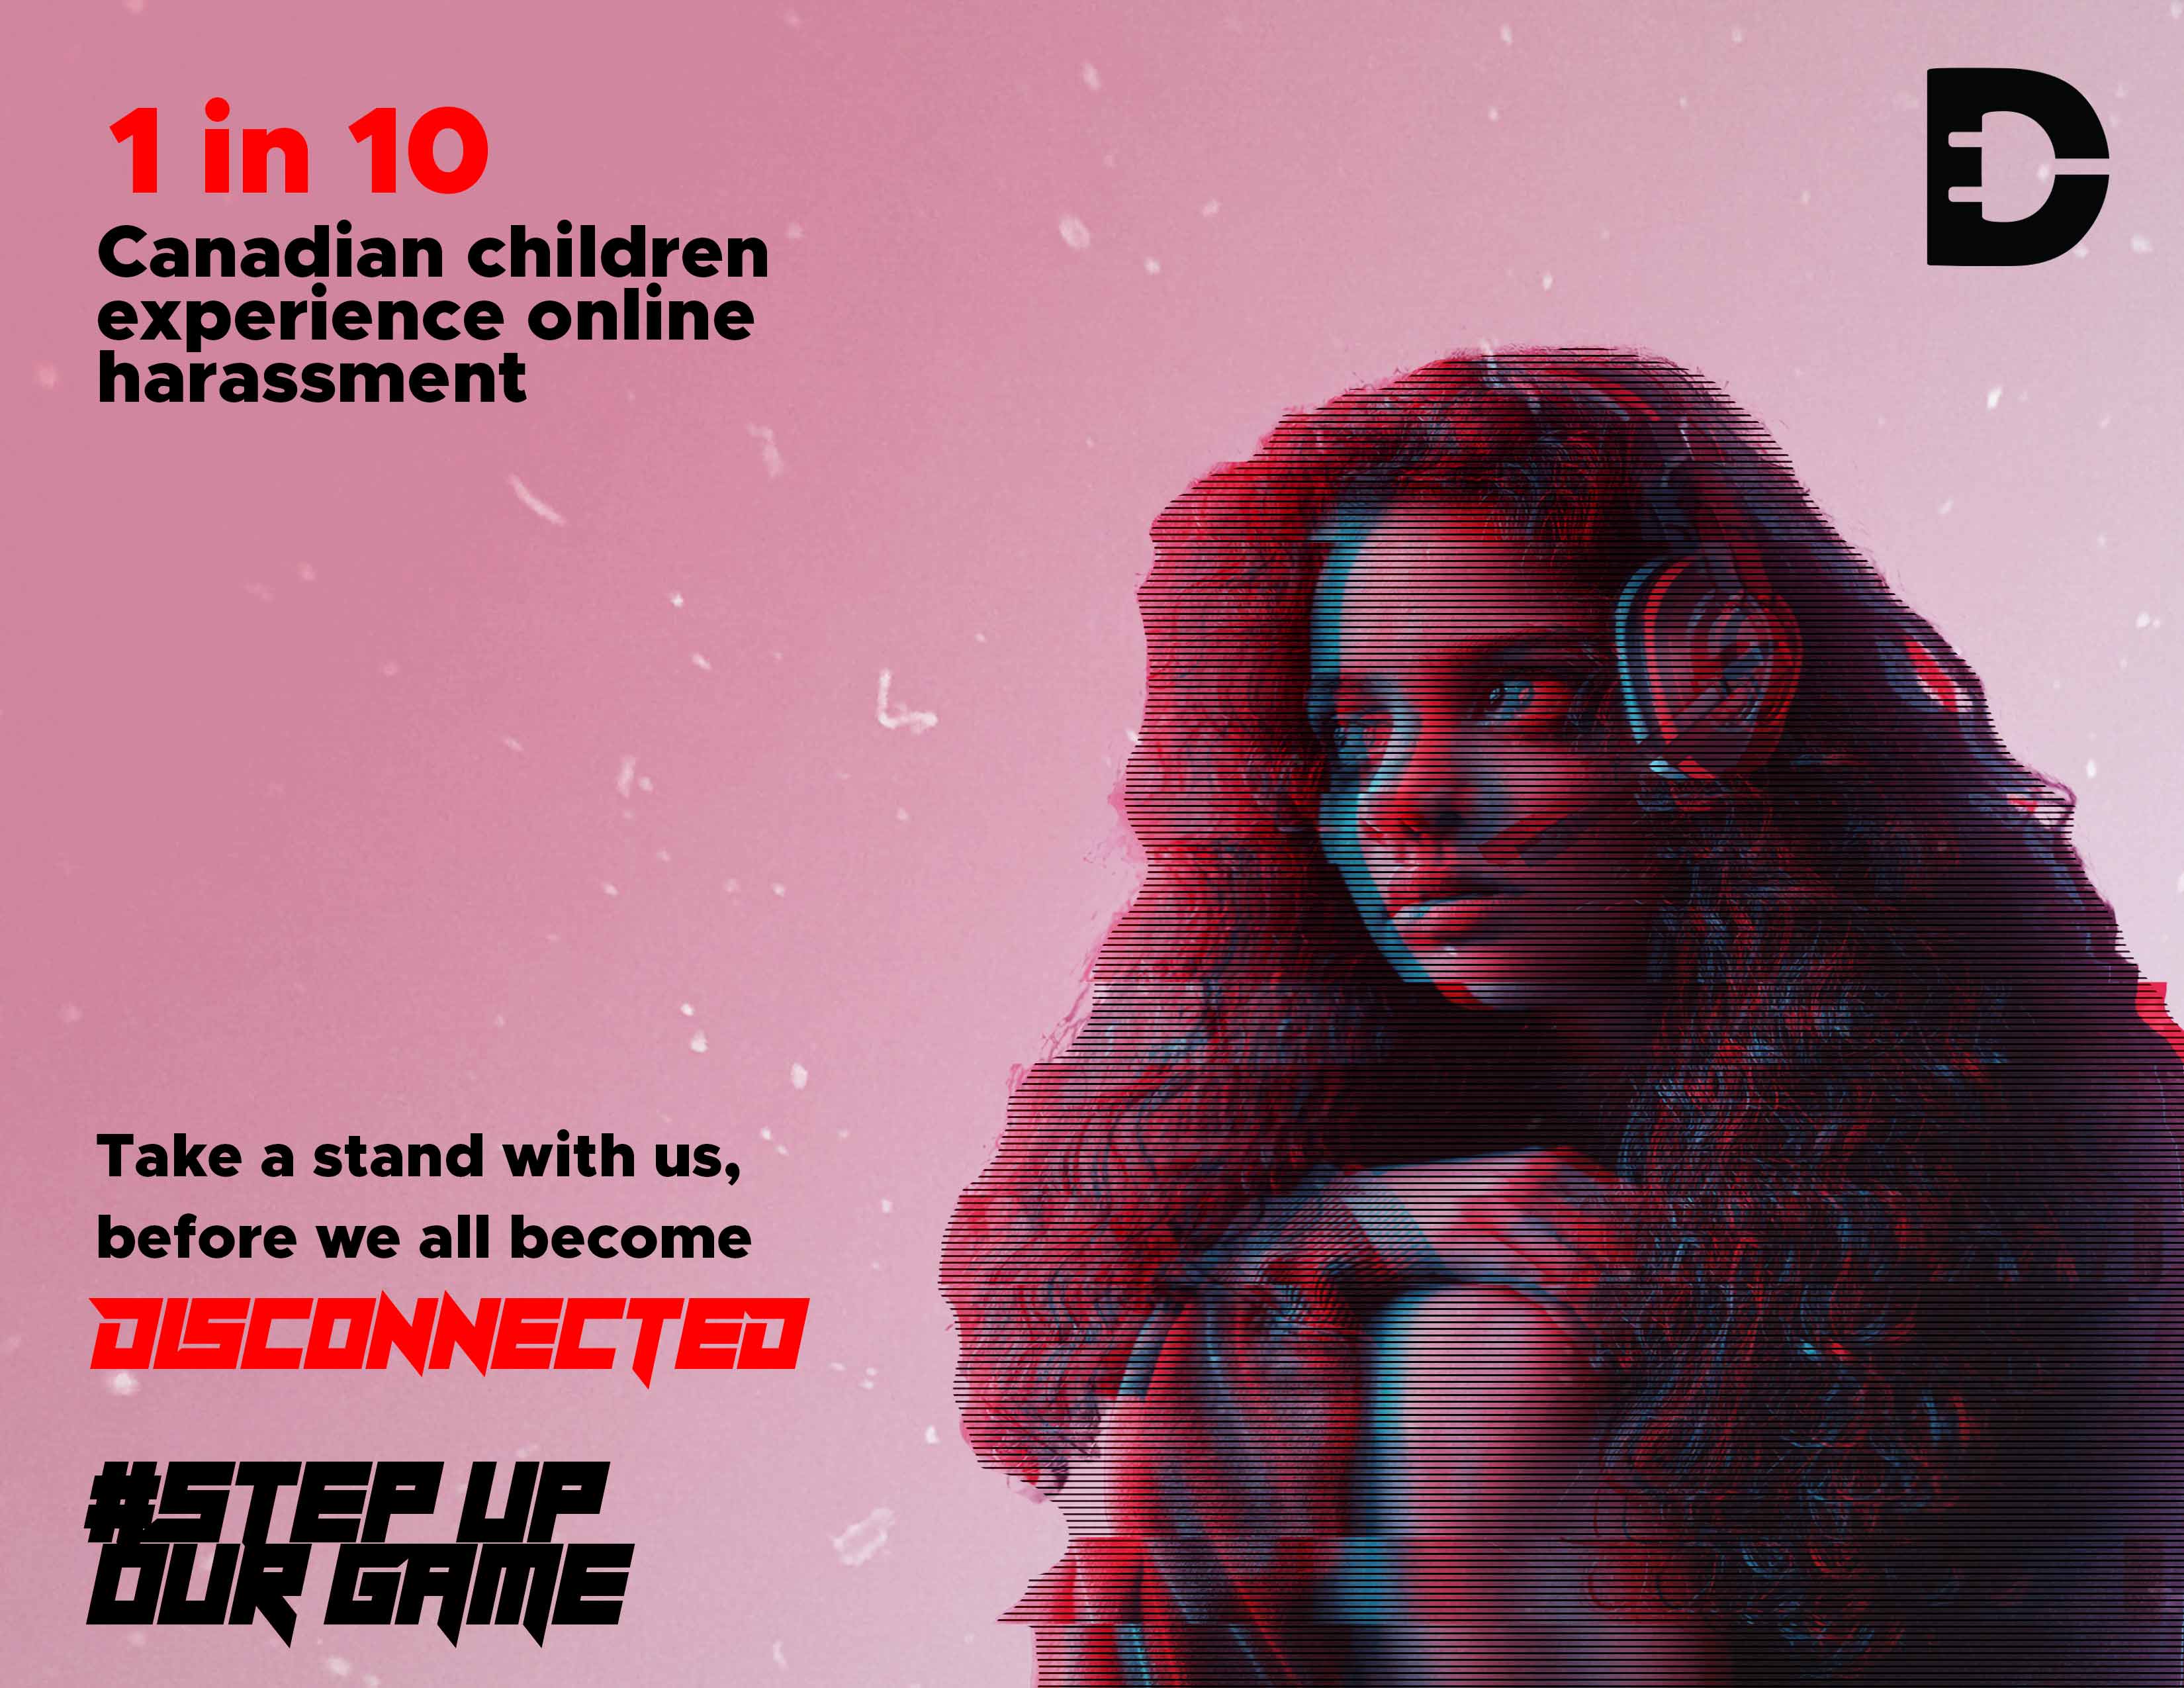 1 in 10
Canadian children
experience online
harassment
D
Take a stand with us,
before we all become
DISCONNECTED
#STEP UP
OUR GAME